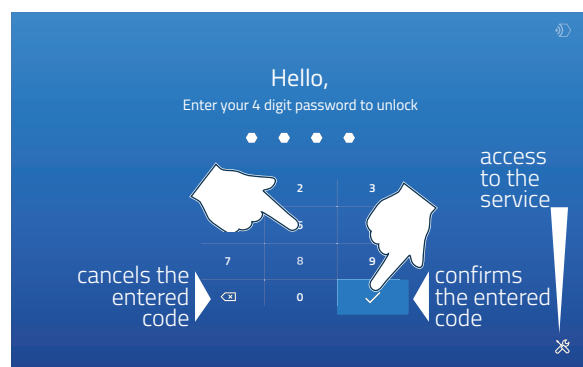 Hello,
Enter your 4 digit password to unlock
access
to the
service
2 3
5
7 8 9
cancels the
entered
code
0
confirms
the entered
code